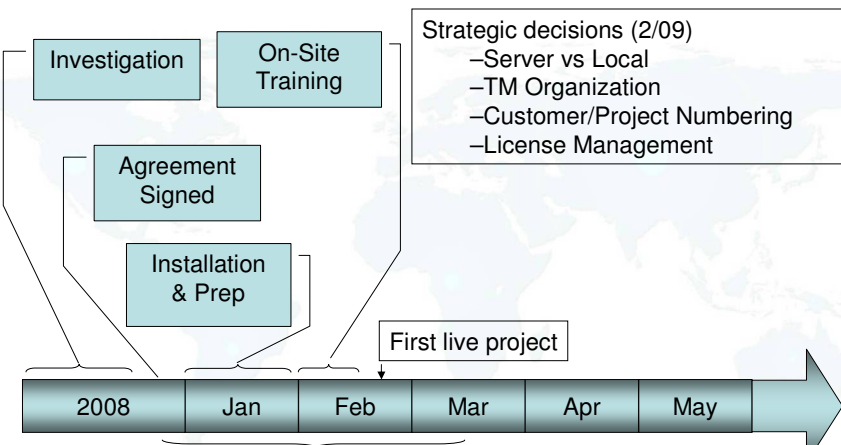 Investigation
On-Site
Training
Strategic decisions (2/09)
–Server vs Local
–TM Organization
–Customer/Project Numbering
–License Management
Agreement
Signed
Installation
& Prep
First live project
2008
Jan
Feb
Mar
Apr
May